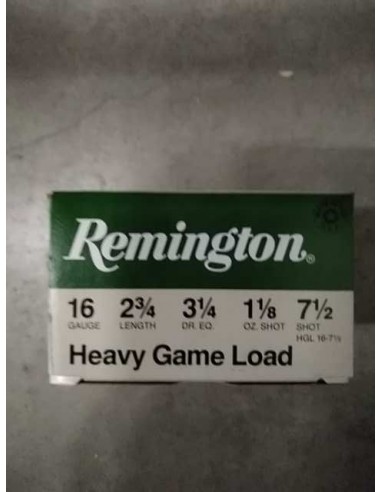 Remington®
16 2¾ 3¼ 1⅛ 7½
GAUGE LENGTH DR. EQ. OZ. SHOT SHOT
HGL 16-7½
Heavy Game Load